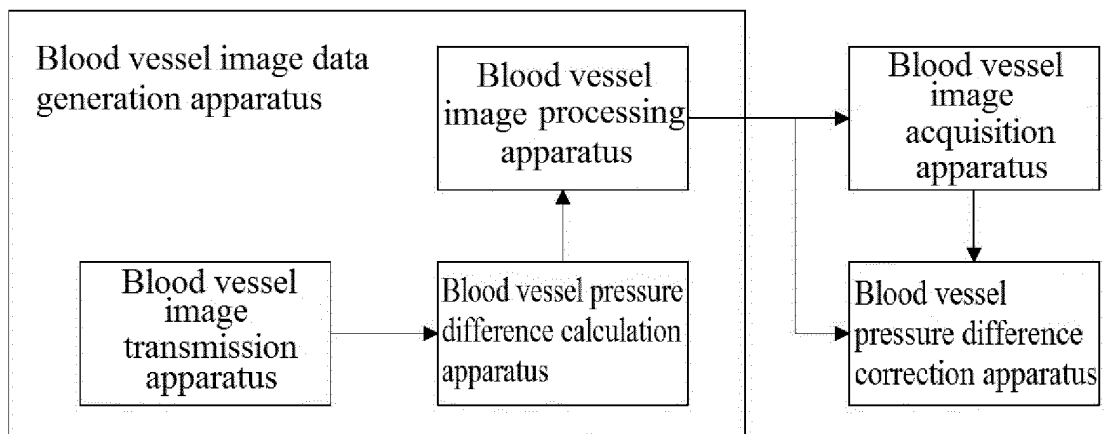 Blood vessel image data
generation apparatus
Blood vessel
image processing
apparatus
Blood vessel
image
acquisition
apparatus
Blood vessel
image
transmission
apparatus
Blood vessel pressure
difference calculation
apparatus
Blood vessel
pressure difference
correction apparatus